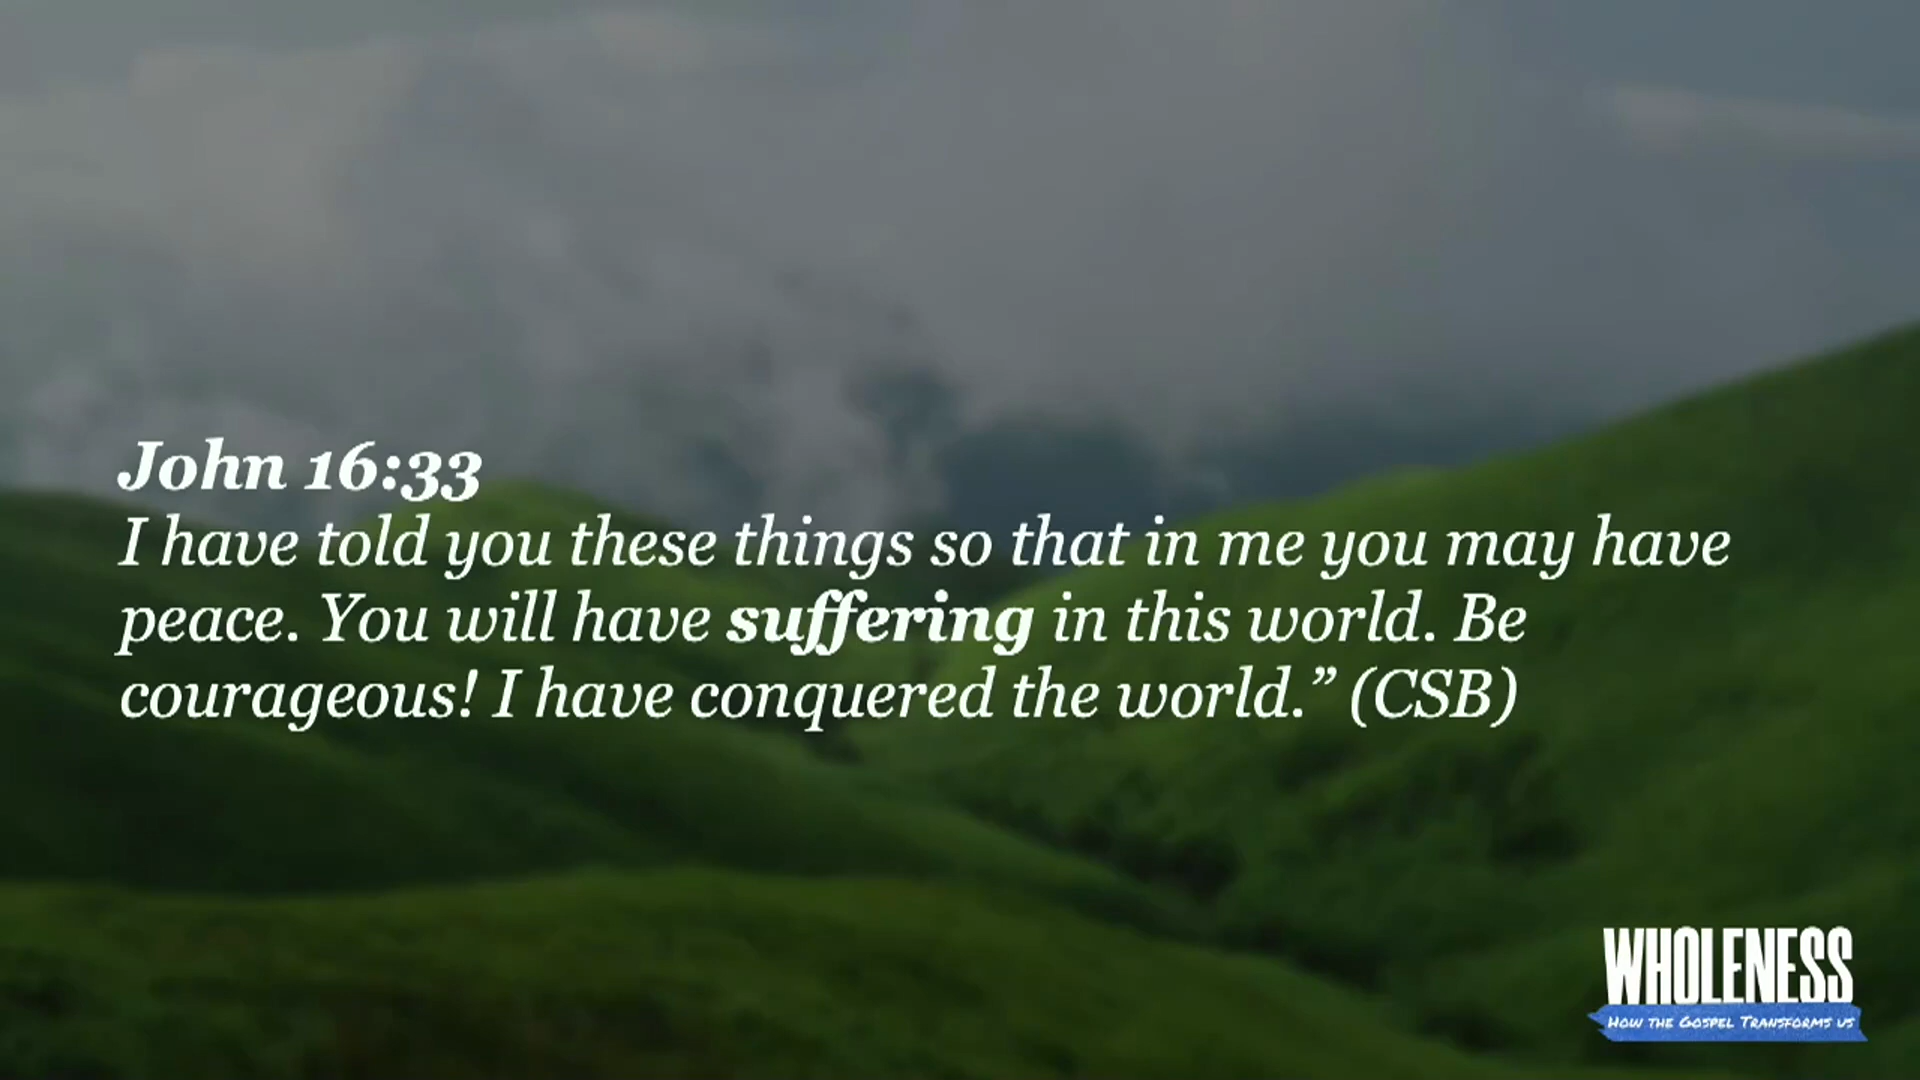 John 16:33
I have told you these things so that in me you may have
peace. You will have suffering in this world. Be
courageous! I have conquered the world.” (CSB)
WHOLENESS
HOW THE GOSPEL TRANSFORMS US